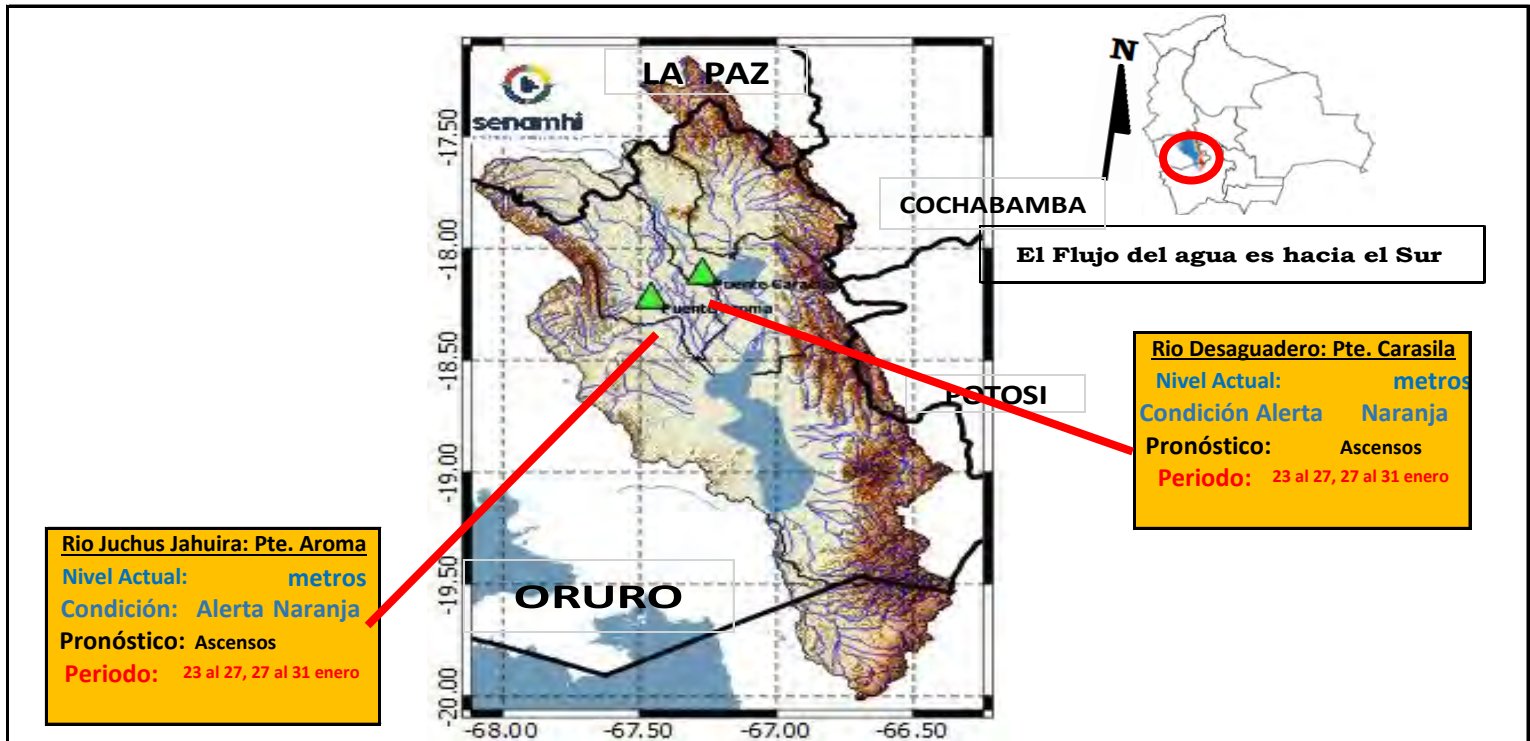 LA PAZ
senamhi
N
COCHABAMBA
El Flujo del agua es hacia el Sur
Puente
Puente
POTOSI
Rio Desaguadero: Pte. Carasila
Nivel Actual: metros
Condición Alerta Naranja
Pronóstico: Ascensos
Periodo: 23 al 27, 27 al 31 enero
Rio Juchus Jahuira: Pte. Aroma
Nivel Actual: metros
Condición: Alerta Naranja
Pronóstico: Ascensos
Periodo: 23 al 27, 27 al 31 enero
ORURO
-17.50
-18.00
-18.50
-19.00
-19.50
-20.00
-68.00 -67.50 -67.00 -66.50